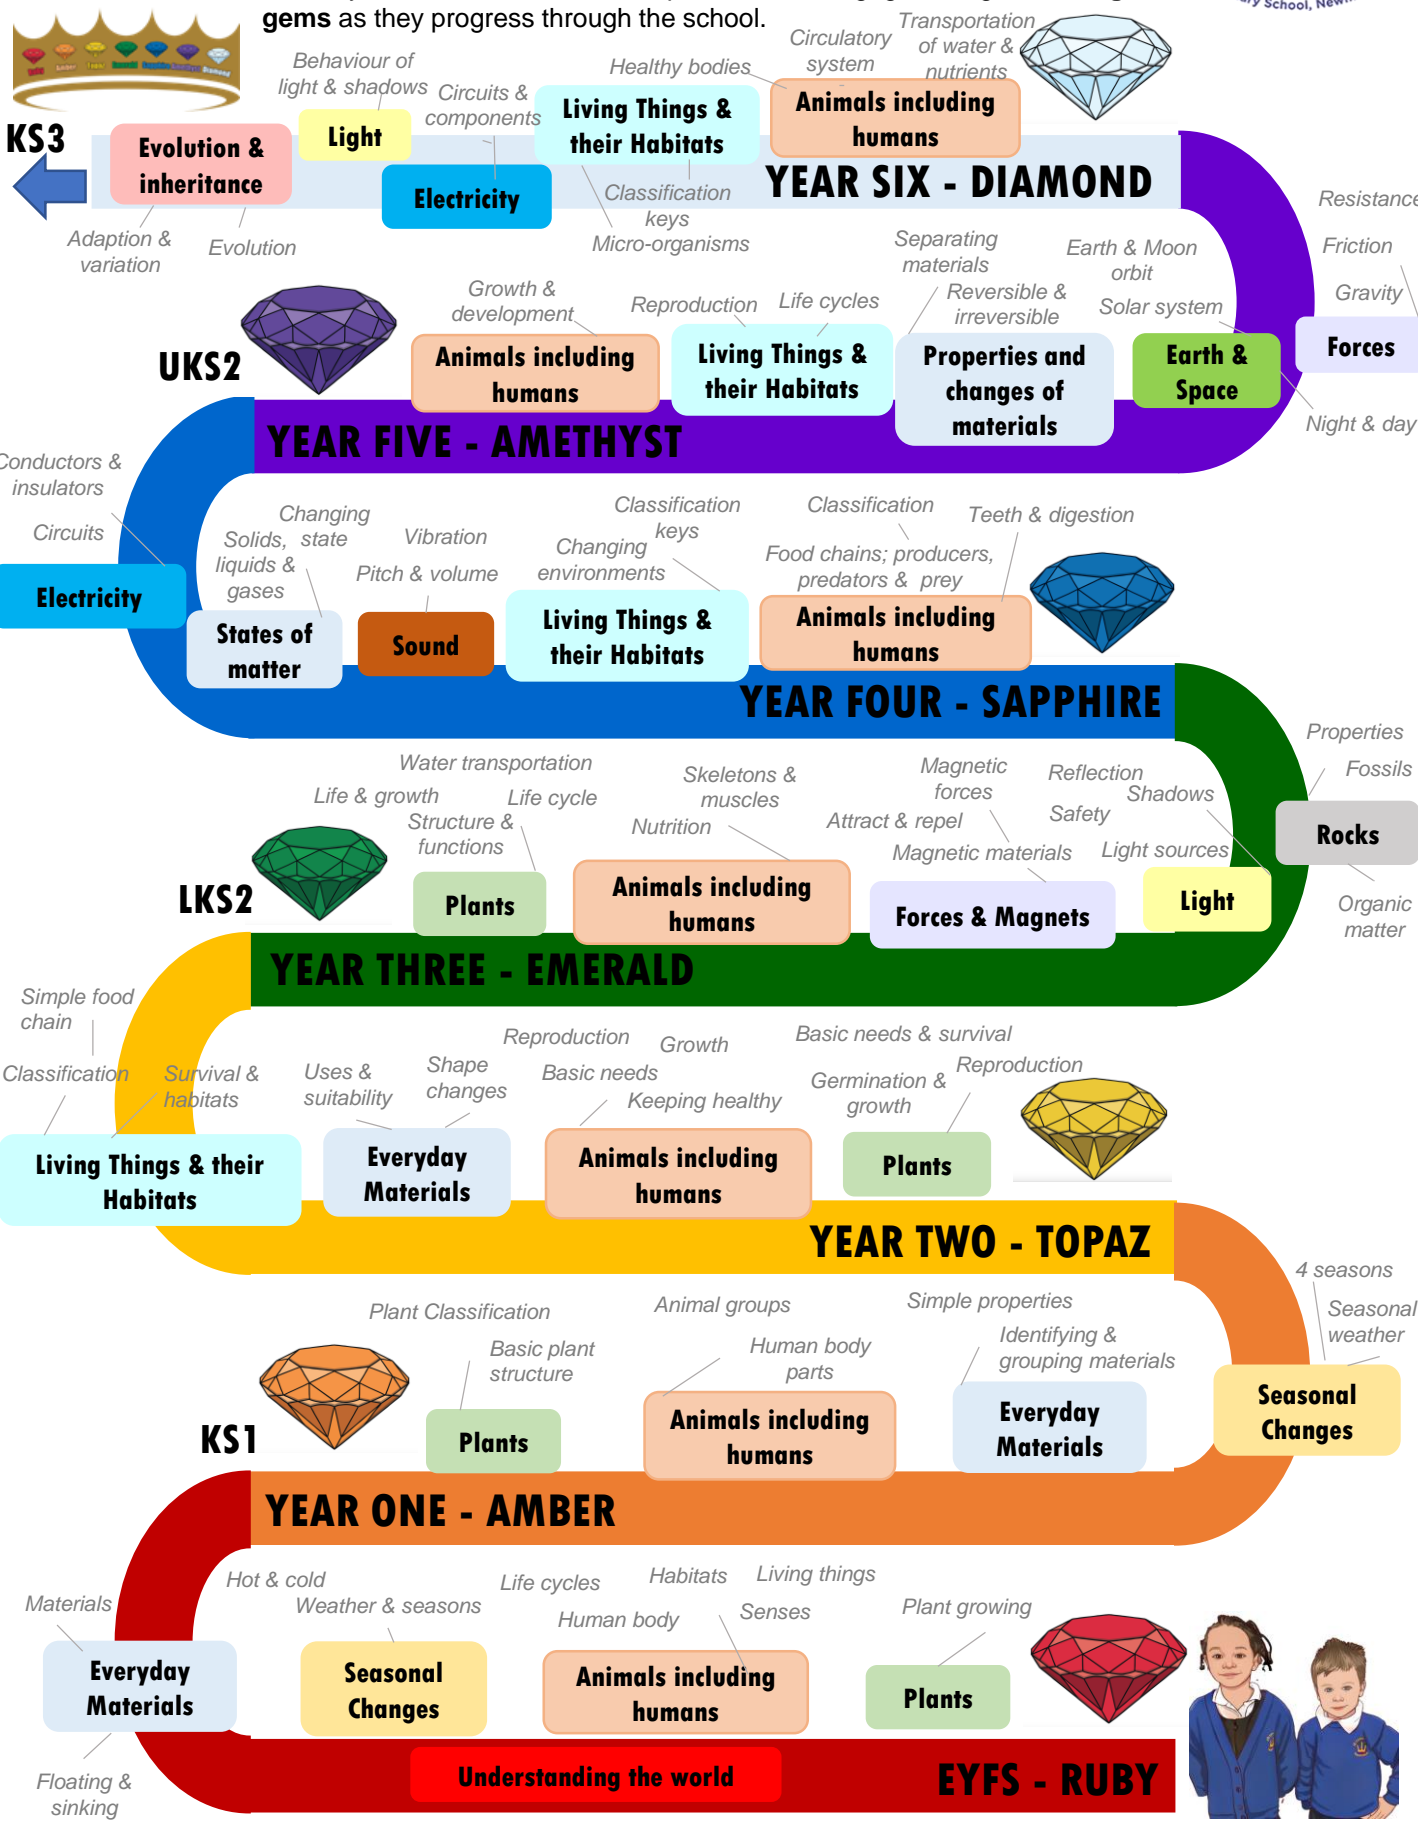 gems as they progress through the school.
ry School, Newm
KS3
Behaviour of
light & shadows
Circuits &
components
Healthy bodies
Circulatory
system
Transportation
of water &
nutrients
Evolution &
inheritance
Light
Electricity
Living Things &
their Habitats
Animals including
humans
YEAR SIX - DIAMOND
Adaption &
variation
Evolution
Classification
keys
Micro-organisms
Resistance
Friction
Gravity
Forces
Night & day
Earth & Moon
orbit
Solar system
Earth &
Space
Separating
materials
Reversible &
irreversible
Properties and
changes of
materials
Reproduction
Life cycles
Living Things &
their Habitats
Growth &
development
Animals including
humans
UKS2
YEAR FIVE - AMETHYST
Conductors &
insulators
Circuits
Electricity
Changing
state
Solids,
liquids &
gases
States of
matter
Vibration
Pitch & volume
Sound
Classification
keys
Changing
environments
Living Things &
their Habitats
Classification
Food chains; producers,
predators & prey
Teeth & digestion
Animals including
humans
YEAR FOUR - SAPPHIRE
Properties
Fossils
Rocks
Organic
matter
Reflection
Shadows
Safety
Light sources
Light
Magnetic
forces
Attract & repel
Magnetic materials
Forces & Magnets
Skeletons &
muscles
Nutrition
Animals including
humans
Water transportation
Life & growth
Life cycle
Structure &
functions
Plants
LKS2
YEAR THREE - EMERALD
Simple food
chain
Classification
Survival &
habitats
Living Things & their
Habitats
Uses &
suitability
Shape
changes
Everyday
Materials
Reproduction
Growth
Basic needs
Keeping healthy
Animals including
humans
Basic needs & survival
Reproduction
Germination &
growth
Plants
YEAR TWO - TOPAZ
4 seasons
Seasonal
weather
Seasonal
Changes
Simple properties
Identifying &
grouping materials
Everyday
Materials
Animal groups
Human body
parts
Animals including
humans
Plant Classification
Basic plant
structure
Plants
KS1
YEAR ONE - AMBER
Materials
Everyday
Materials
Floating &
sinking
Hot & cold
Weather & seasons
Seasonal
Changes
Life cycles
Habitats
Living things
Human body
Senses
Animals including
humans
Plant growing
Plants
Understanding the world
EYFS - RUBY